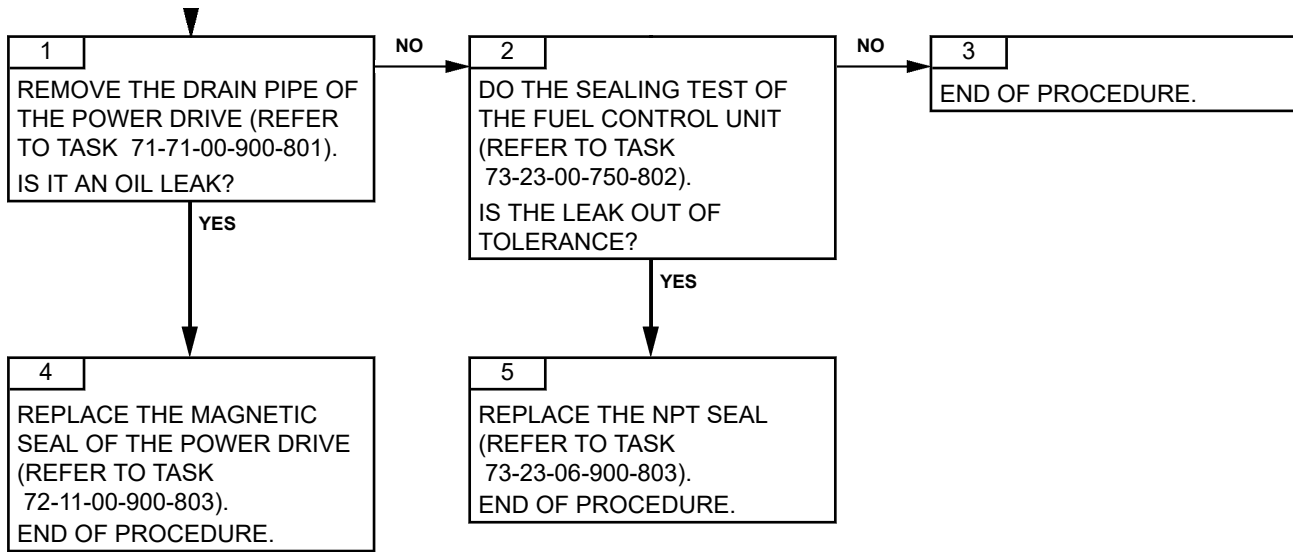 1
REMOVE THE DRAIN PIPE OF
THE POWER DRIVE (REFER
TO TASK 71-71-00-900-801).
IS IT AN OIL LEAK?
NO
YES
2
DO THE SEALING TEST OF
THE FUEL CONTROL UNIT
(REFER TO TASK
73-23-00-750-802).
IS THE LEAK OUT OF
TOLERANCE?
NO
YES
3
END OF PROCEDURE.
4
REPLACE THE MAGNETIC
SEAL OF THE POWER DRIVE
(REFER TO TASK
72-11-00-900-803).
END OF PROCEDURE.
5
REPLACE THE NPT SEAL
(REFER TO TASK
73-23-06-900-803).
END OF PROCEDURE.